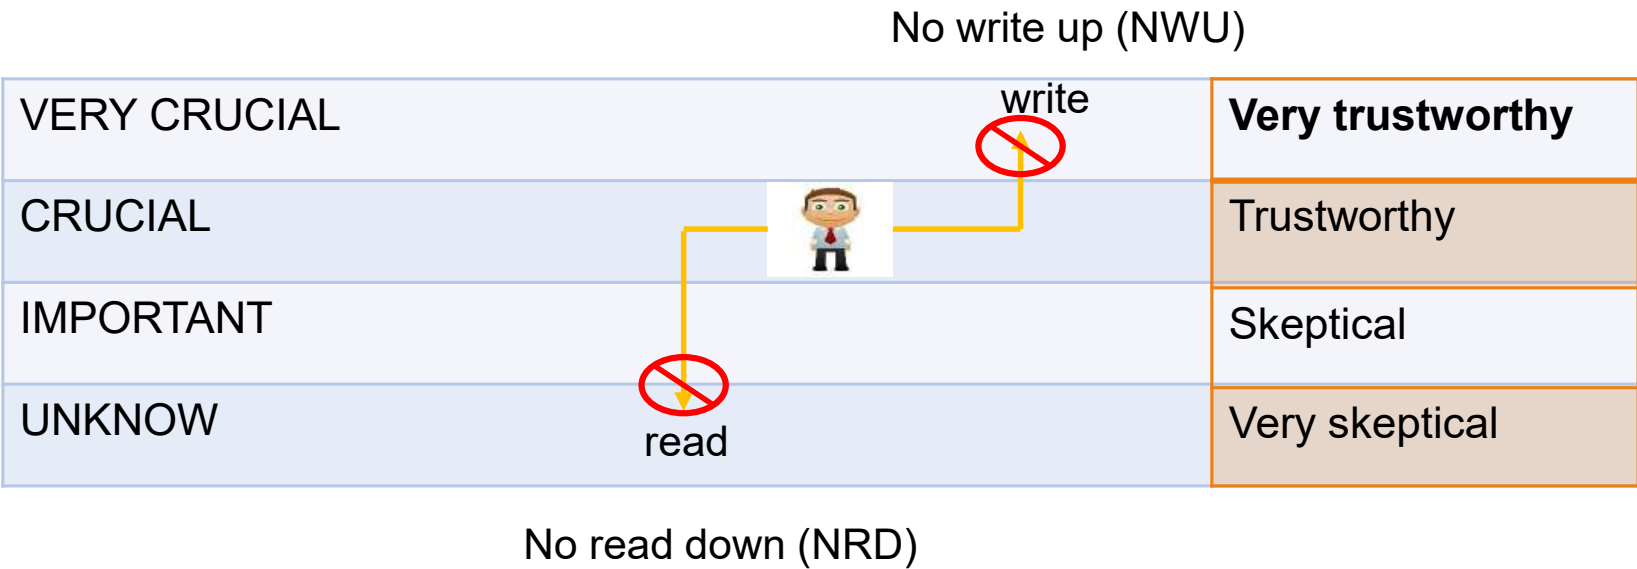 No write up (NWU)
VERY CRUCIAL
write
Very trustworthy
CRUCIAL
Trustworthy
IMPORTANT
Skeptical
UNKNOW
read
Very skeptical
No read down (NRD)